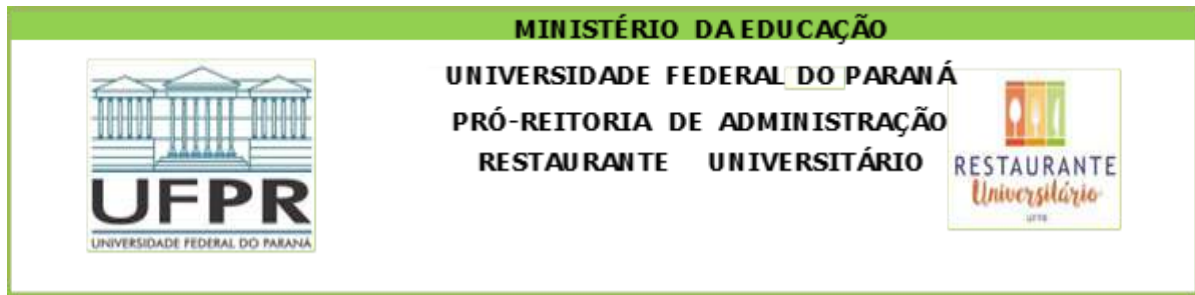 MINISTÉRIO DA EDUCAÇÃO
UNIVERSIDADE FEDERAL DO PARANÁ
PRÓ-REITORIA DE ADMINISTRAÇÃO
RESTAURANTE UNIVERSITÁRIO
UFPR
UNIVERSIDADE FEDERAL DO PARANÁ
RESTAURANTE
Universitário
UFPR